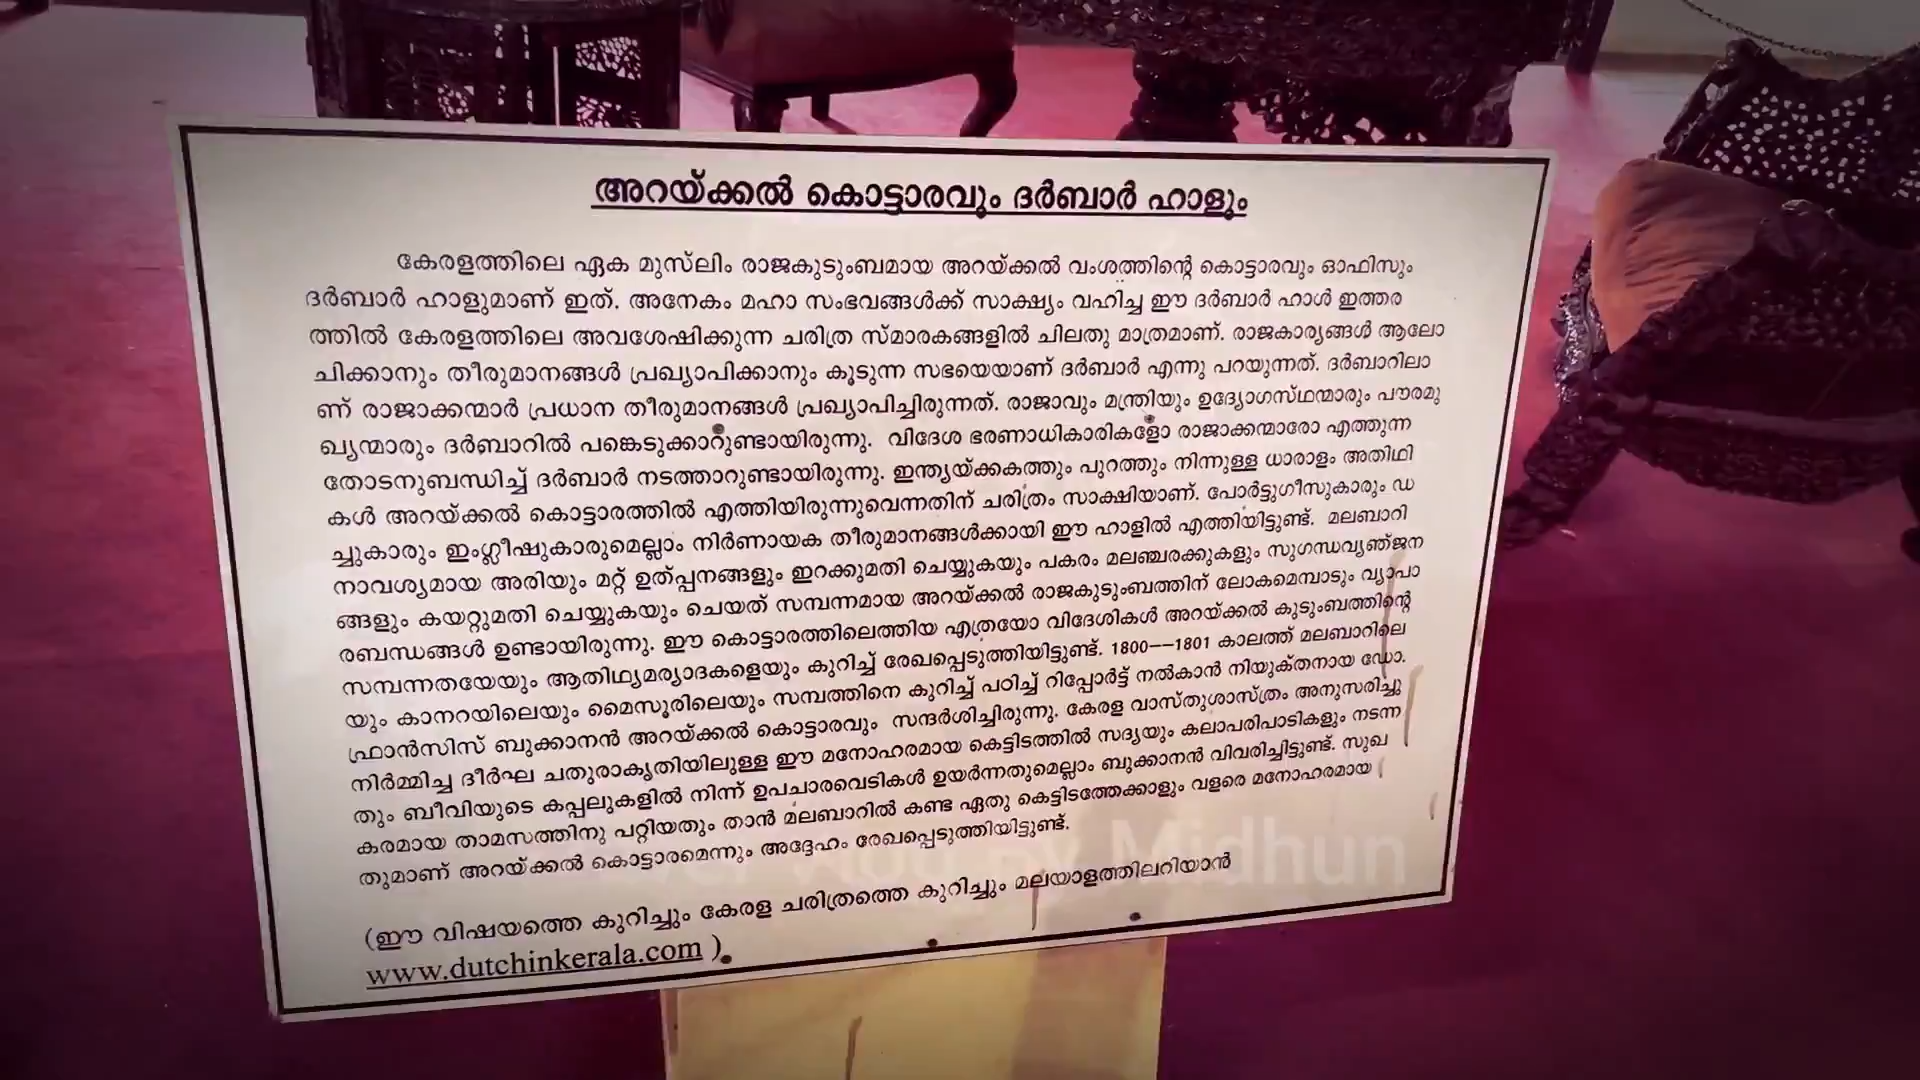 അറയ്ക്കൽ കൊട്ടാരവും ദർബാർ ഹാളും
കേരളത്തിലെ ഏക മുസ്‌ലിം രാജകുടുംബമായ അറയ്ക്കൽ വംശത്തിന്റെ കൊട്ടാരവും ഓഫിസും
ദർബാർ ഹാളുമാണ് ഇത്. അനേകം മഹാ സംഭവങ്ങൾക്ക് സാക്ഷ്യം വഹിച്ച ഈ ദർബാർ ഹാൾ ഇത്തര
ത്തിൽ കേരളത്തിലെ അവശേഷിക്കുന്ന ചരിത്ര സ്മാരകങ്ങളിൽ ചിലതു മാത്രമാണ്. രാജകാര്യങ്ങൾ ആലോ
ചിക്കാനും തീരുമാനങ്ങൾ പ്രഖ്യാപിക്കാനും കൂടുന്ന സഭയെയാണ് ദർബാർ എന്നു പറയുന്നത്. ദർബാറിലാ
ണ് രാജാക്കന്മാർ പ്രധാന തീരുമാനങ്ങൾ പ്രഖ്യാപിച്ചിരുന്നത്. രാജാവും മന്ത്രിയും ഉദ്യോഗസ്ഥന്മാരും പൗരമു
ഖ്യന്മാരും ദർബാറിൽ പങ്കെടുക്കാറുണ്ടായിരുന്നു. വിദേശ ഭരണാധികാരികളോ രാജാക്കന്മാരോ എത്തുന്ന
തോടനുബന്ധിച്ച് ദർബാർ നടത്താറുണ്ടായിരുന്നു. ഇന്ത്യയ്ക്കകത്തും പുറത്തും നിന്നുള്ള ധാരാളം അതിഥി
കൾ അറയ്ക്കൽ കൊട്ടാരത്തിൽ എത്തിയിരുന്നുവെന്നതിന് ചരിത്രം സാക്ഷിയാണ്. പോർട്ടുഗീസുകാരും ഡ
ച്ചുകാരും ഇംഗ്ലീഷുകാരുമെല്ലാം നിർണായക തീരുമാനങ്ങൾക്കായി ഈ ഹാളിൽ എത്തിയിട്ടുണ്ട്. മലബാറി
നാവശ്യമായ അരിയും മറ്റ് ഉത്പ്പനങ്ങളും ഇറക്കുമതി ചെയ്യുകയും പകരം മലഞ്ചരക്കുകളും സുഗന്ധവ്യഞ്ജന
ങ്ങളും കയറ്റുമതി ചെയ്യുകയും ചെയത് സമ്പന്നമായ അറയ്ക്കൽ രാജകുടുംബത്തിന് ലോകമെമ്പാടും വ്യാപാ
രബന്ധങ്ങൾ ഉണ്ടായിരുന്നു. ഈ കൊട്ടാരത്തിലെത്തിയ എത്രയോ വിദേശികൾ അറയ്ക്കൽ കുടുംബത്തിന്റെ
സമ്പന്നതയേയും ആതിഥ്യമര്യാദകളെയും കുറിച്ച് രേഖപ്പെടുത്തിയിട്ടുണ്ട്. 1800—1801 കാലത്ത് മലബാറിലെ
യും കാനറയിലെയും മൈസൂരിലെയും സമ്പത്തിനെ കുറിച്ച് പഠിച്ച് റിപ്പോർട്ട് നൽകാൻ നിയുക്തനായ ഡോ.
ഫ്രാൻസിസ് ബുക്കാനൻ അറയ്ക്കൽ കൊട്ടാരവും സന്ദർശിച്ചിരുന്നു. കേരള വാസ്തുശാസ്ത്രം അനുസരിച്ചു
നിർമ്മിച്ച ദീർഘ ചതുരാകൃതിയിലുള്ള ഈ മനോഹരമായ കെട്ടിടത്തിൽ സദ്യയും കലാപരിപാടികളും നടന്ന
തും ബീവിയുടെ കപ്പലുകളിൽ നിന്ന് ഉപചാരവെടികൾ ഉയർന്നതുമെല്ലാം ബുക്കാനൻ വിവരിച്ചിട്ടുണ്ട്. സുഖ
കരമായ താമസത്തിനു പറ്റിയതും താൻ മലബാറിൽ കണ്ട ഏതു കെട്ടിടത്തേക്കാളും വളരെ മനോഹരമായ
തുമാണ് അറയ്ക്കൽ കൊട്ടാരമെന്നും അദ്ദേഹം രേഖപ്പെടുത്തിയിട്ടുണ്ട്.
(ഈ വിഷയത്തെ കുറിച്ചും കേരള ചരിത്രത്തെ കുറിച്ചും മലയാളത്തിലറിയാൻ
www.dutchinkerala.com )
By Midhun